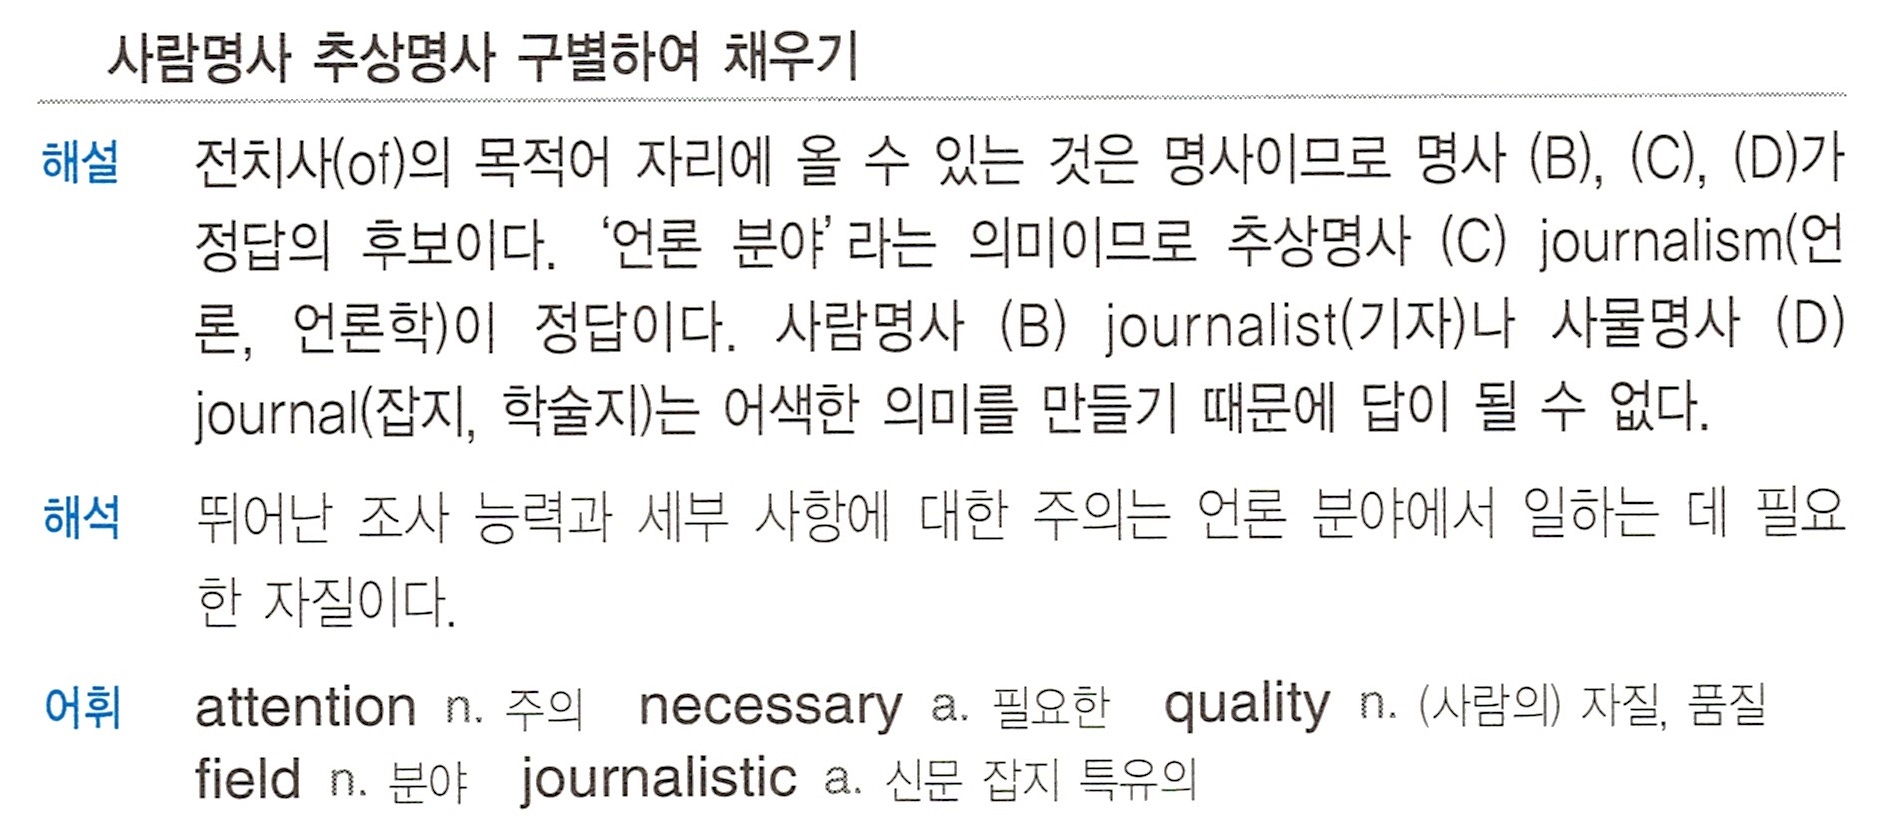 사람명사 추상명사 구별하여 채우기
해설 전치사(of)의 목적어 자리에 올 수 있는 것은 명사이므로 명사 (B), (C), (D)가
정답의 후보이다. ‘언론 분야’라는 의미이므로 추상명사 (C) journalism(언
론, 언론학)이 정답이다. 사람명사 (B) journalist(기자)나 사물명사 (D)
journal(잡지, 학술지)는 어색한 의미를 만들기 때문에 답이 될 수 없다.
해석 뛰어난 조사 능력과 세부 사항에 대한 주의는 언론 분야에서 일하는 데 필요
한 자질이다.
어휘 attention n. 주의 necessary a. 필요한 quality n. (사람의) 자질, 품질
field n. 분야 journalistic a. 신문 잡지 특유의